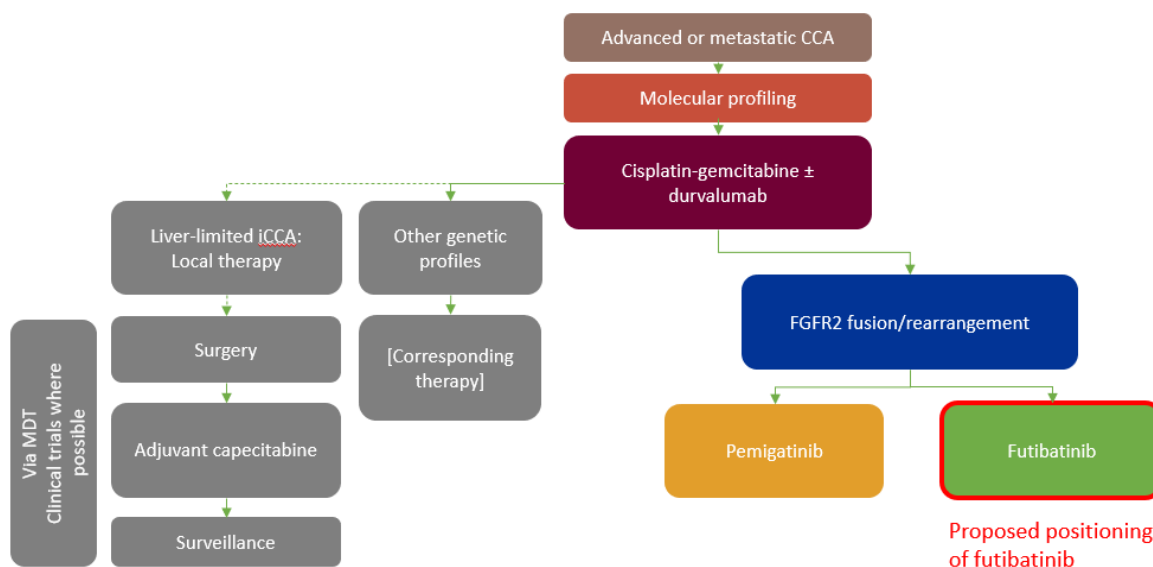 Advanced or metastatic CCA
Molecular profiling
Cisplatin-gemcitabine ±
durvalumab
Liver-limited iCCA:
Local therapy
Other genetic
profiles
FGFR2 fusion/rearrangement
Surgery
[Corresponding
therapy]
Via MDT
Clinical trials where
possible
Adjuvant capecitabine
Pemigatinib
Futibatinib
Surveillance
Proposed positioning
of futibatinib